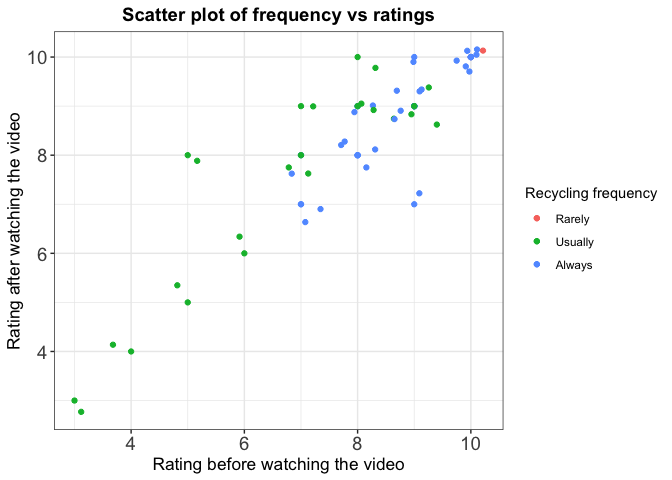 Scatter plot of frequency vs ratings
Rating after watching the video
10
8
6
4
4 6 8 10
Rating before watching the video
Recycling frequency
Rarely
Usually
Always